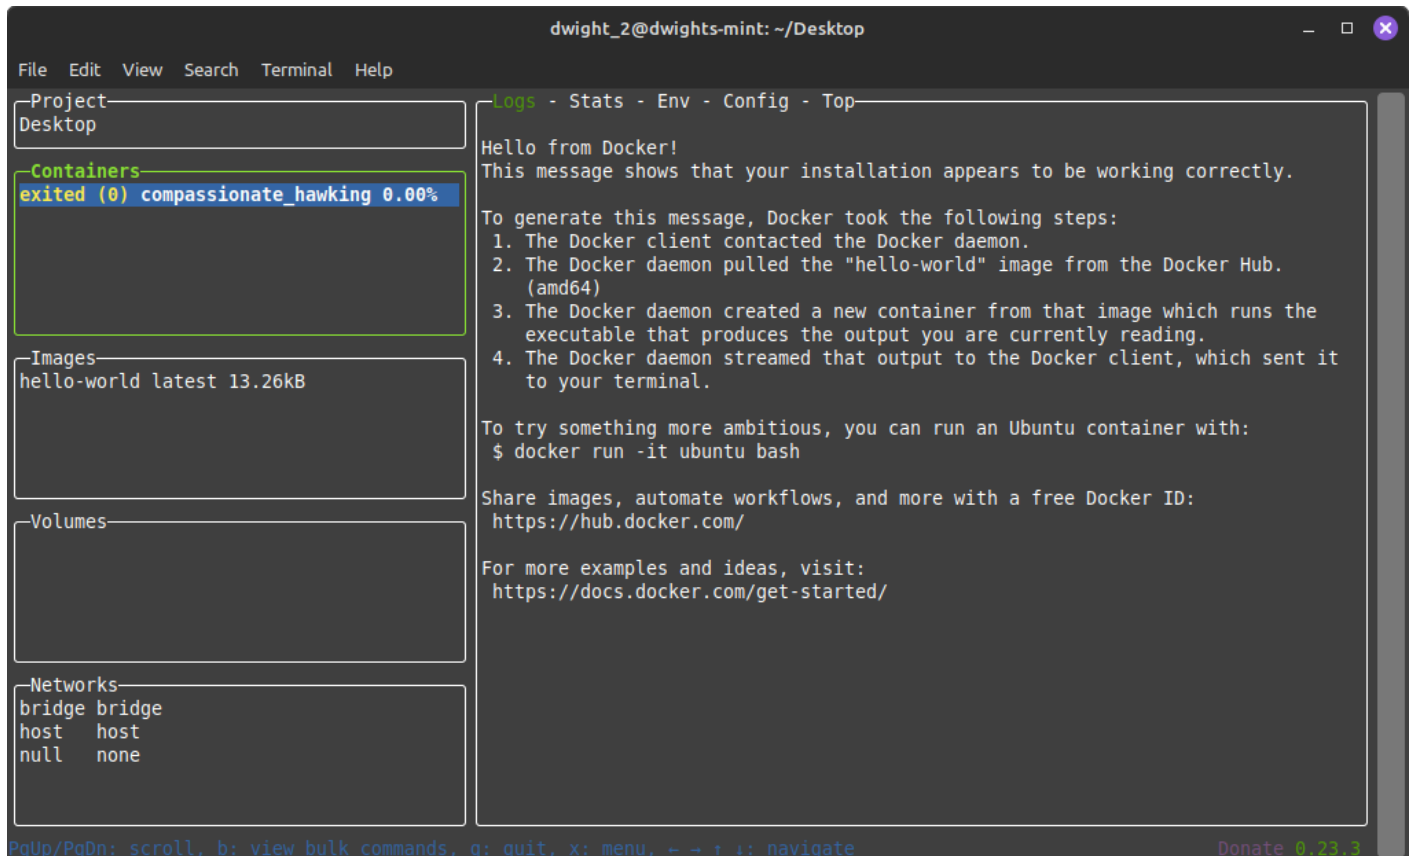 dwight_2@dwights-mint: ~/Desktop
File Edit View Search Terminal Help
Project
Desktop
Containers
exited (0) compassionate_hawking 0.00%
Images
hello-world latest 13.26kB
Volumes
Networks
bridge bridge
host host
null none
Logs - Stats - Env - Config - Top
Hello from Docker!
This message shows that your installation appears to be working correctly.
To generate this message, Docker took the following steps:
1. The Docker client contacted the Docker daemon.
2. The Docker daemon pulled the "hello-world" image from the Docker Hub.
(amd64)
3. The Docker daemon created a new container from that image which runs the
executable that produces the output you are currently reading.
4. The Docker daemon streamed that output to the Docker client, which sent it
to your terminal.
To try something more ambitious, you can run an Ubuntu container with:
$ docker run -it ubuntu bash
Share images, automate workflows, and more with a free Docker ID:
https://hub.docker.com/
For more examples and ideas, visit:
https://docs.docker.com/get-started/
PgUp/PgDn: scroll, b: view bulk commands, q: quit, x: menu, ← → ↑ ↓: navigate
Donate 0.23.3